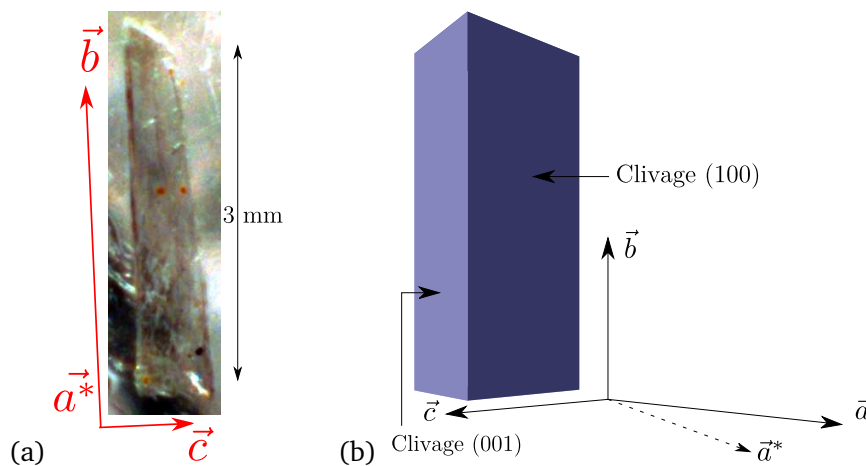 b⃗
3 mm
a⃗*
c⃗
(a)
Clivage (100)
b⃗
c⃗
a⃗
a⃗*
Clivage (001)
(b)